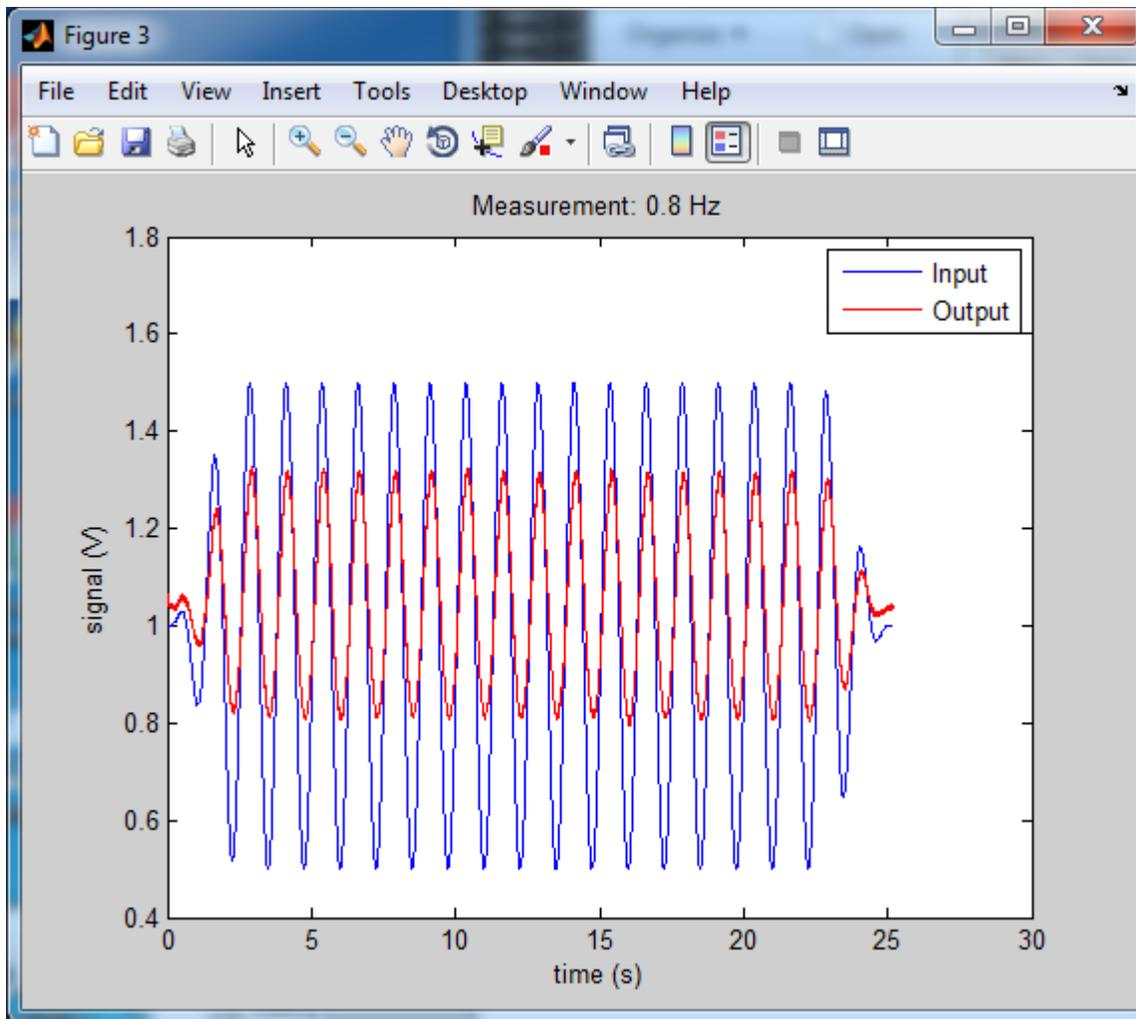 Figure 3
File Edit View Insert Tools Desktop Window Help
Measurement: 0.8 Hz
1.8
1.6
1.4
1.2
1
0.8
0.6
0.4
signal (V)
Input
Output
0 5 10 15 20 25 30
time (s)